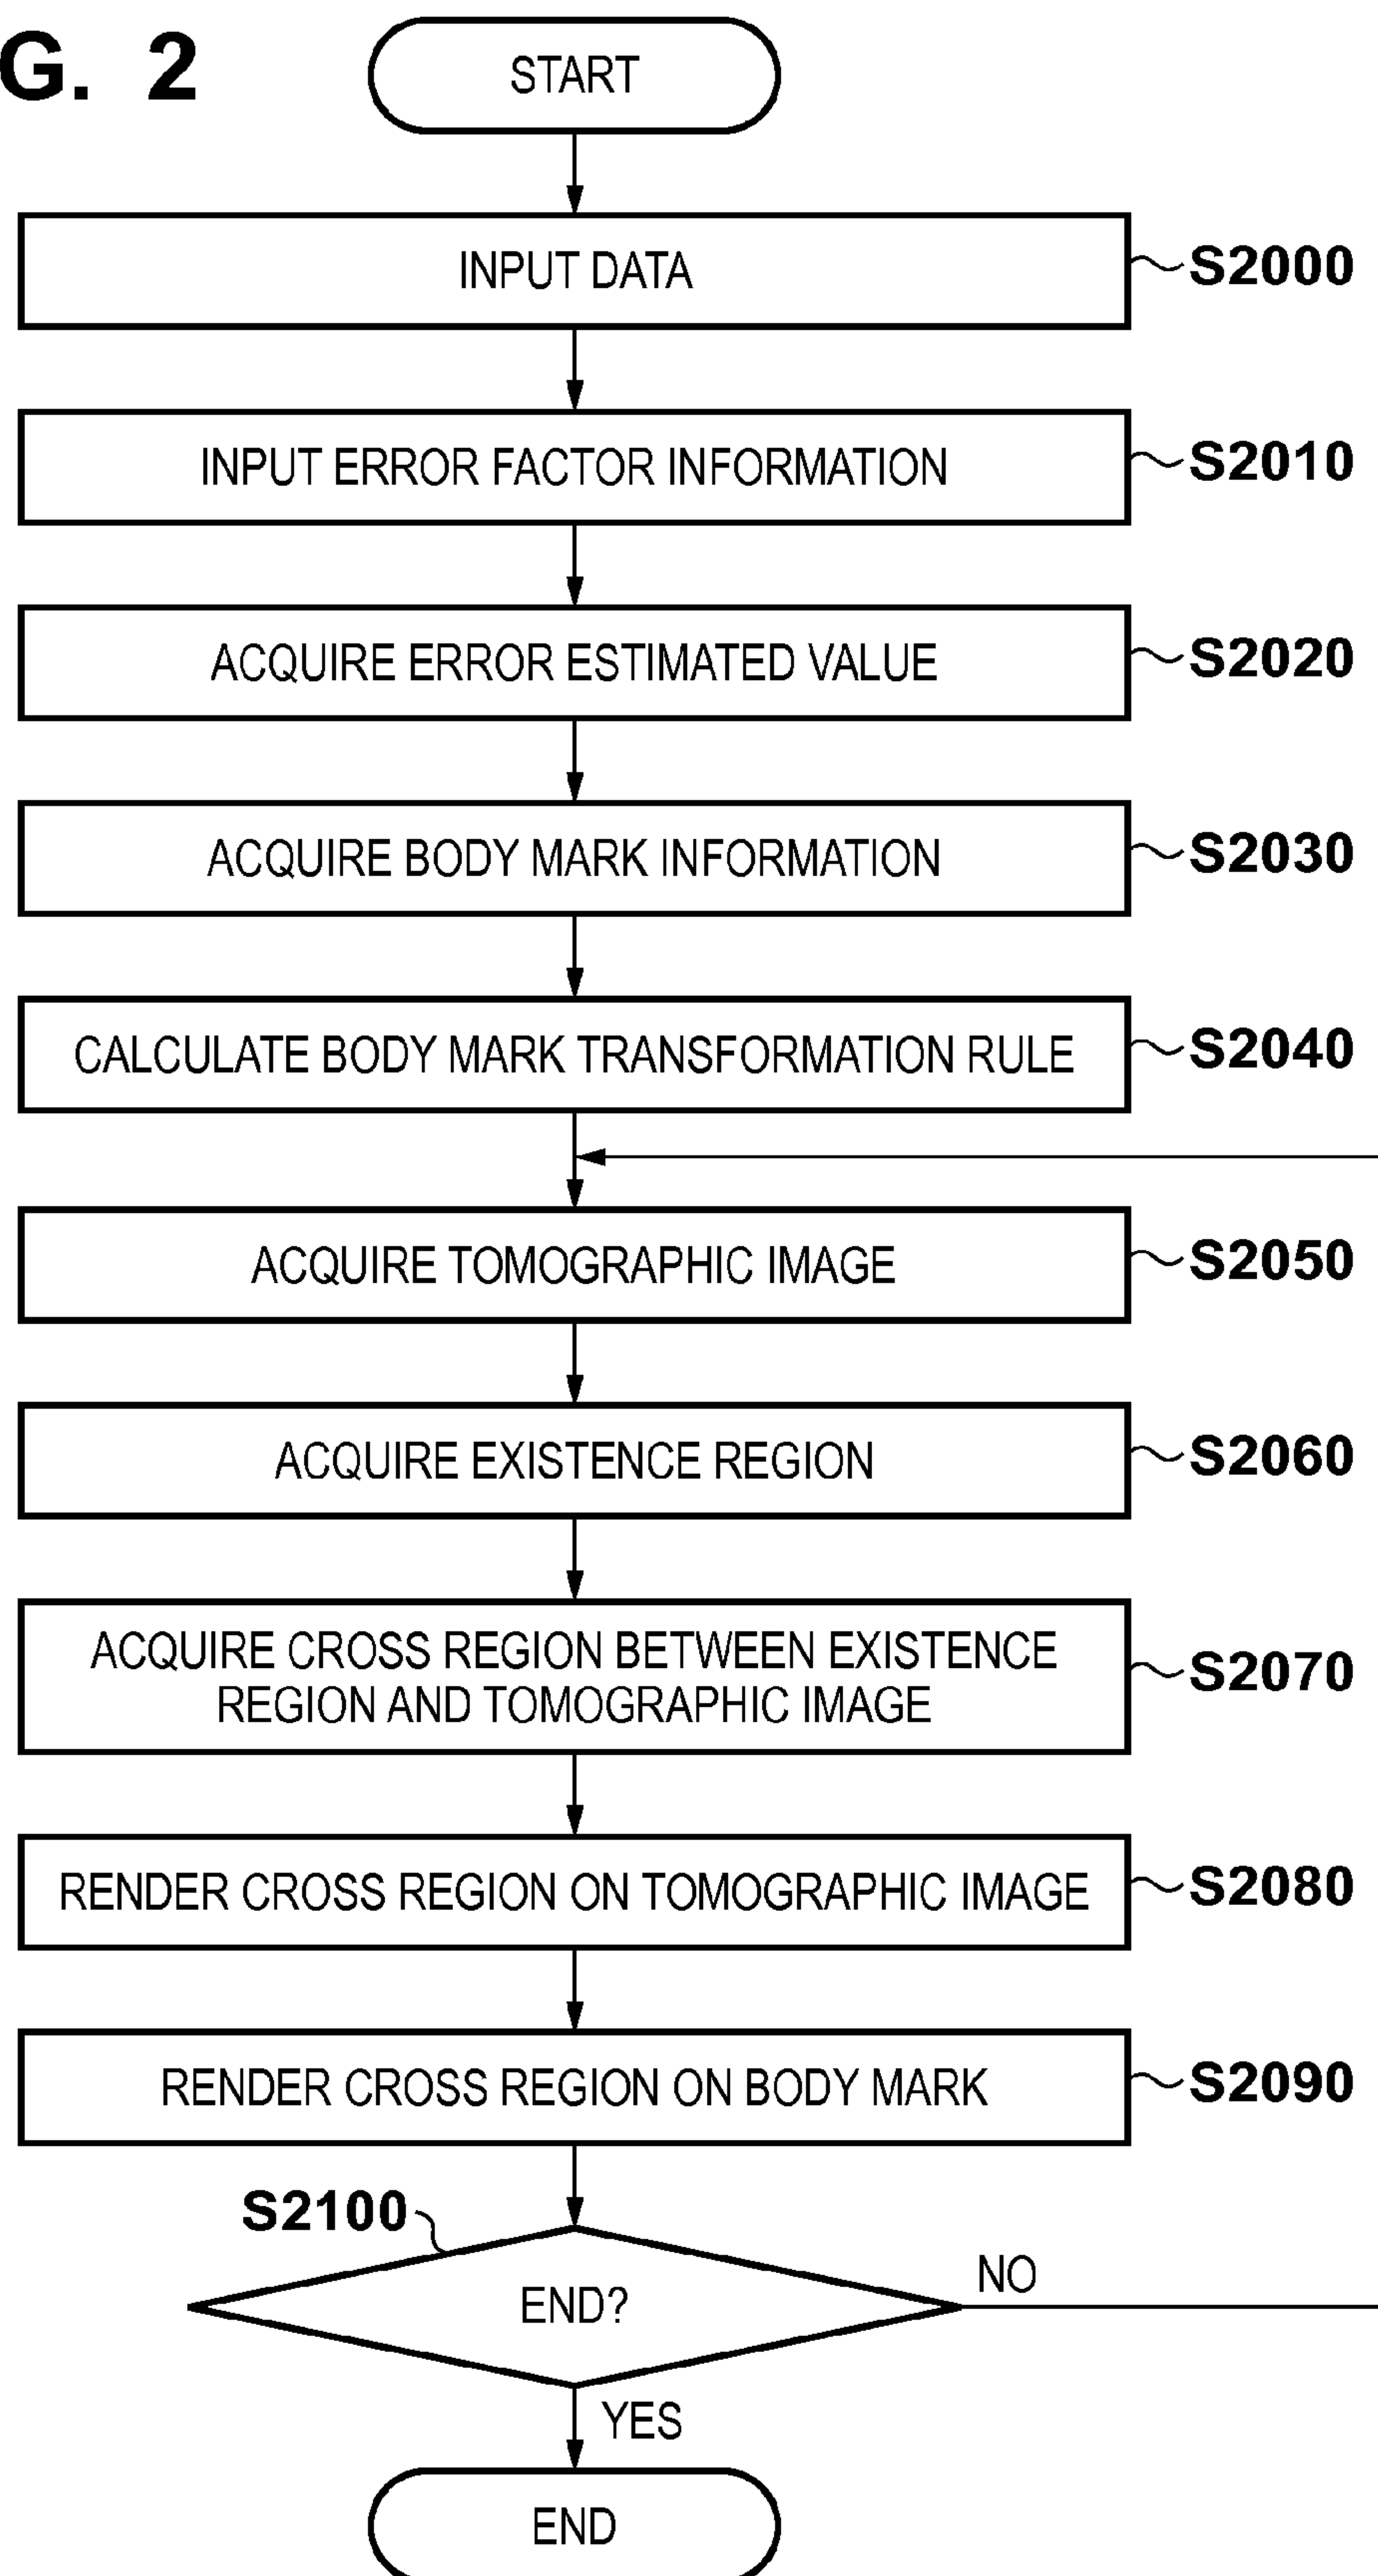 G. 2
START
INPUT DATA
S2000
INPUT ERROR FACTOR INFORMATION
S2010
ACQUIRE ERROR ESTIMATED VALUE
S2020
ACQUIRE BODY MARK INFORMATION
S2030
CALCULATE BODY MARK TRANSFORMATION RULE
S2040
ACQUIRE TOMOGRAPHIC IMAGE
S2050
ACQUIRE EXISTENCE REGION
S2060
ACQUIRE CROSS REGION BETWEEN EXISTENCE
REGION AND TOMOGRAPHIC IMAGE
S2070
RENDER CROSS REGION ON TOMOGRAPHIC IMAGE
S2080
RENDER CROSS REGION ON BODY MARK
S2090
S2100
END?
NO
YES
END